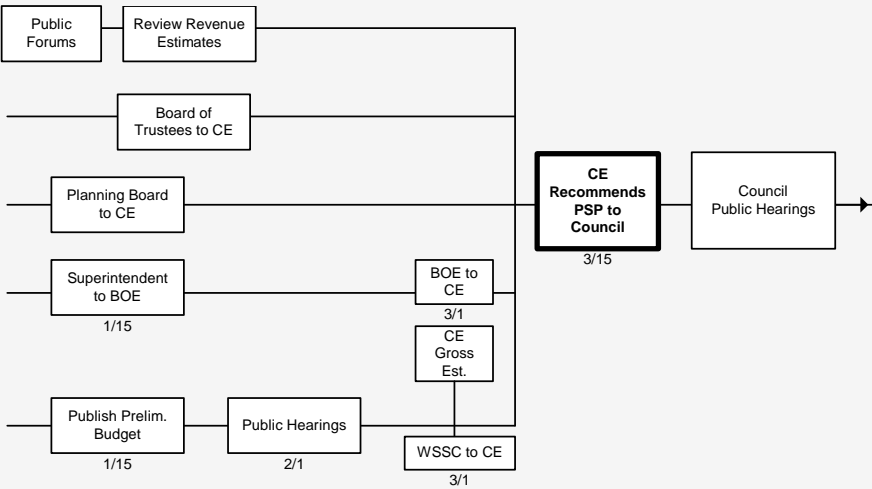 Public
Forums
Review Revenue
Estimates
Board of
Trustees to CE
Planning Board
to CE
CE
Recommends
PSP to
Council
3/15
Council
Public Hearings
Superintendent
to BOE
1/15
BOE to
CE
3/1
CE
Gross
Est.
Publish Prelim.
Budget
1/15
Public Hearings
2/1
WSSC to CE
3/1